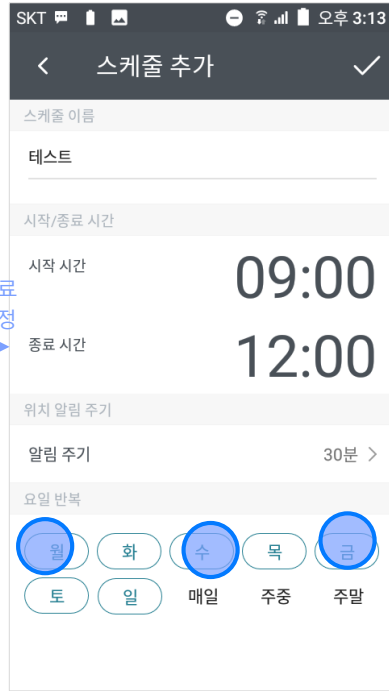 SKT 오후 3:13
스케줄 추가
스케줄 이름
테스트
시작/종료 시간
시작 시간 09:00
료
정
종료 시간 12:00
위치 알림 주기
알림 주기 30분
요일 반복
월 화 수 목 금
토 일 매일 주중 주말